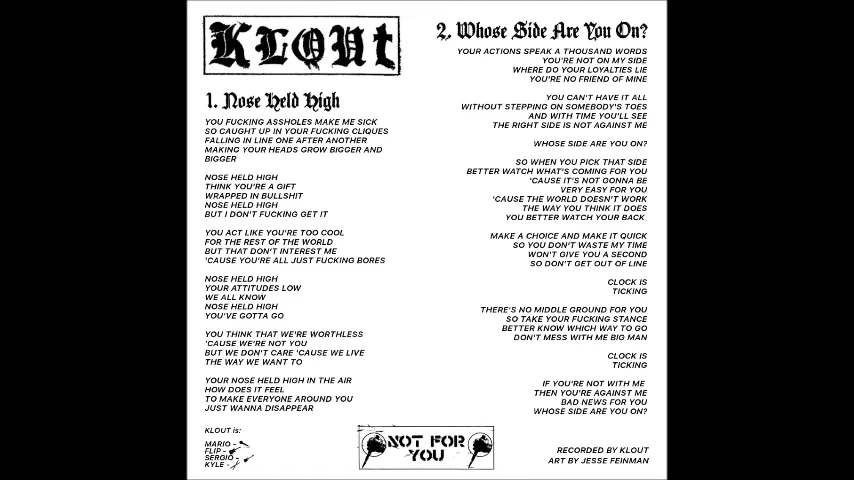 KLOUt
1. Nose Held High
YOU FUCKING ASSHOLES MAKE ME SICK
SO CAUGHT UP IN YOUR FUCKING CLIQUES
FALLING IN LINE ONE AFTER ANOTHER
MAKING YOUR HEADS GROW BIGGER AND
BIGGER
NOSE HELD HIGH
THINK YOU'RE A GIFT
WRAPPED IN BULLSHIT
NOSE HELD HIGH
BUT I DON'T FUCKING GET IT
YOU ACT LIKE YOU'RE TOO COOL
FOR THE REST OF THE WORLD
BUT THAT DON'T INTEREST ME
'CAUSE YOU'RE ALL JUST FUCKING BORES
NOSE HELD HIGH
YOUR ATTITUDES LOW
WE ALL KNOW
NOSE HELD HIGH
YOU'VE GOTTA GO
YOU THINK THAT WE'RE WORTHLESS
'CAUSE WE'RE NOT YOU
BUT WE DON'T CARE 'CAUSE WE LIVE
THE WAY WE WANT TO
YOUR NOSE HELD HIGH IN THE AIR
HOW DOES IT FEEL
TO MAKE EVERYONE AROUND YOU
JUST WANNA DISAPPEAR
KLOUT is:
MARIO -
FLIP -
SERGIO -
KYLE -
2. Whose Side Are You On?
YOUR ACTIONS SPEAK A THOUSAND WORDS
YOU'RE NOT ON MY SIDE
WHERE DO YOUR LOYALTIES LIE
YOU'RE NO FRIEND OF MINE
YOU CAN'T HAVE IT ALL
WITHOUT STEPPING ON SOMEBODY'S TOES
AND WITH TIME YOU'LL SEE
THE RIGHT SIDE IS NOT AGAINST ME
WHOSE SIDE ARE YOU ON?
SO WHEN YOU PICK THAT SIDE
BETTER WATCH WHAT'S COMING FOR YOU
'CAUSE IT'S NOT GONNA BE
VERY EASY FOR YOU
'CAUSE THE WORLD DOESN'T WORK
THE WAY YOU THINK IT DOES
YOU BETTER WATCH YOUR BACK
MAKE A CHOICE AND MAKE IT QUICK
SO YOU DON'T WASTE MY TIME
WON'T GIVE YOU A SECOND
SO DON'T GET OUT OF LINE
CLOCK IS
TICKING
THERE'S NO MIDDLE GROUND FOR YOU
SO TAKE YOUR FUCKING STANCE
BETTER KNOW WHICH WAY TO GO
DON'T MESS WITH ME BIG MAN
CLOCK IS
TICKING
IF YOU'RE NOT WITH ME
THEN YOU'RE AGAINST ME
BAD NEWS FOR YOU
WHOSE SIDE ARE YOU ON?
NOT FOR
YOU
RECORDED BY KLOUT
ART BY JESSE FEINMAN